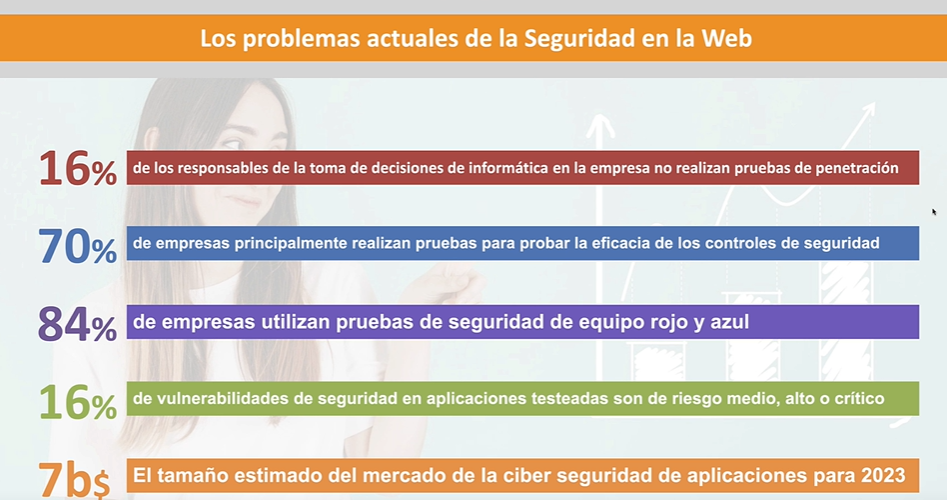 Los problemas actuales de la Seguridad en la Web
16% de los responsables de la toma de decisiones de informática en la empresa no realizan pruebas de penetración
70% de empresas principalmente realizan pruebas para probar la eficacia de los controles de seguridad
84% de empresas utilizan pruebas de seguridad de equipo rojo y azul
16% de vulnerabilidades de seguridad en aplicaciones testeadas son de riesgo medio, alto o crítico
7b$ El tamaño estimado del mercado de la ciber seguridad de aplicaciones para 2023